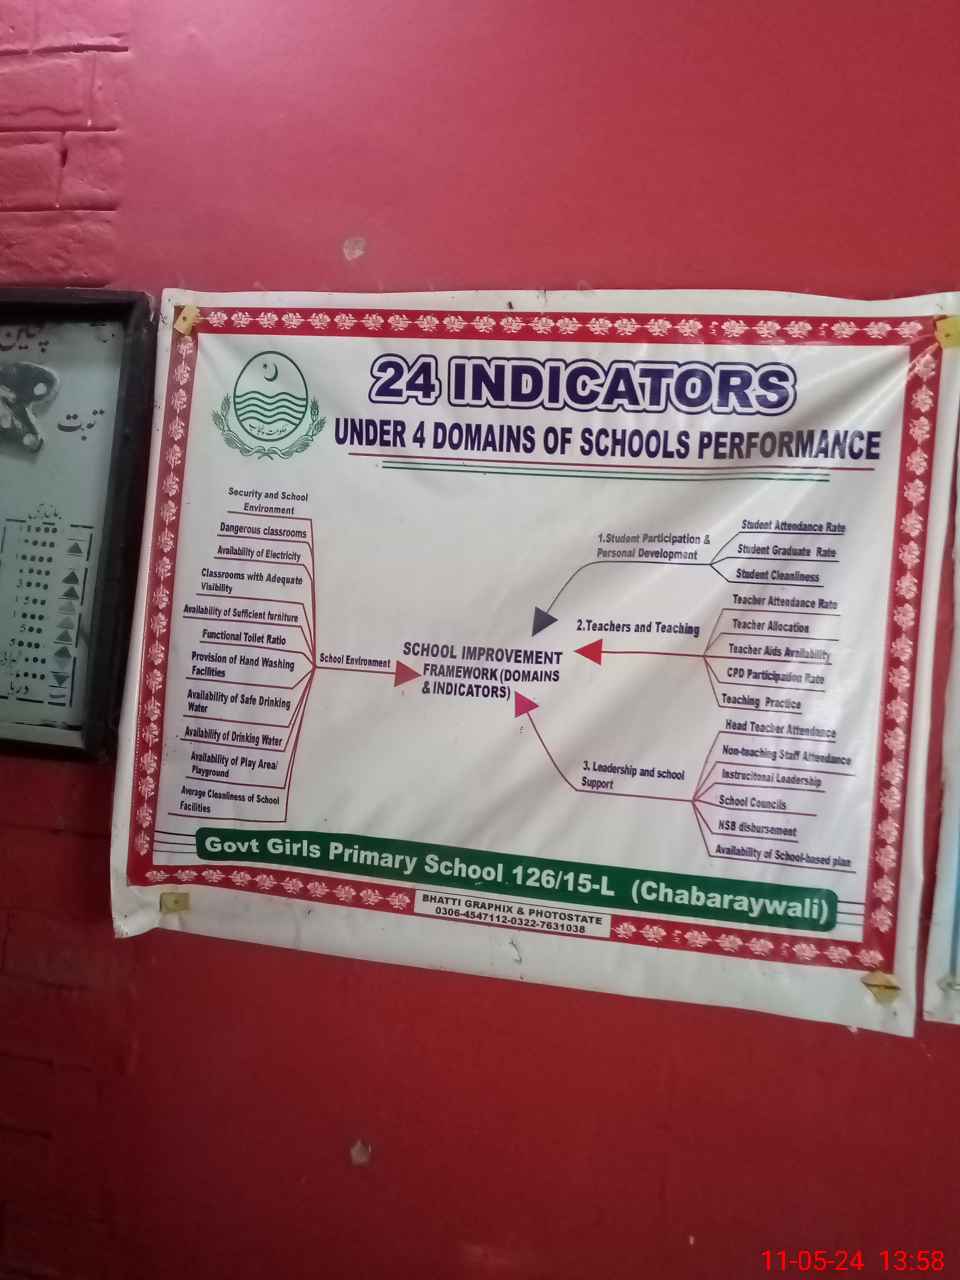 24 INDICATORS
UNDER 4 DOMAINS OF SCHOOLS PERFORMANCE
حکومت پنجاب
Security and School
Environment
Dangerous classrooms
Availability of Electricity
Classrooms with Adequate
Visibility
Availability of Sufficient furniture
Functional Toilet Ratio
Provision of Hand Washing
Facilities
Availability of Safe Drinking
Water
Availability of Drinking Water
Availability of Play Area/
Playground
Average Cleanliness of School
Facilities
School Environment
SCHOOL IMPROVEMENT
FRAMEWORK (DOMAINS
& INDICATORS)
1.Student Participation &
Personal Development
Student Attendance Rate
Student Graduate Rate
Student Cleanliness
2.Teachers and Teaching
Teacher Attendance Rate
Teacher Allocation
Teacher Aids Availability
CPD Participation Rate
Teaching Practice
3. Leadership and school
Support
Head Teacher Attendance
Non-teaching Staff Attendance
Instrucitonal Leadership
School Councils
NSB disbursement
Availability of School-based plan
Govt Girls Primary School 126/15-L (Chabaraywali)
BHATTI GRAPHIX & PHOTOSTATE
0306-4547112-0322-7631038
11-05-24 13:58